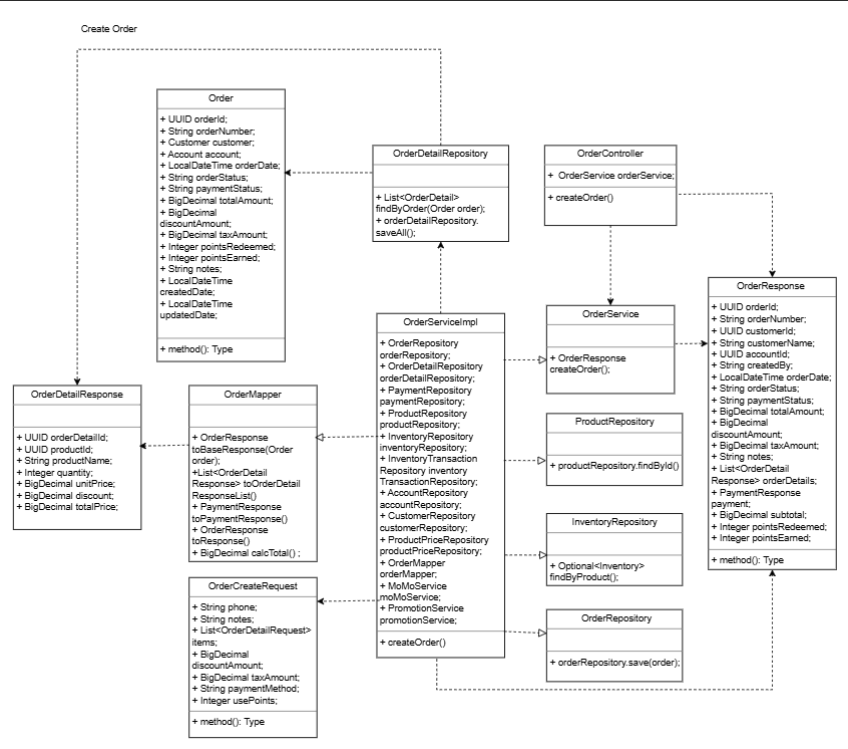 Create Order
Order
+ UUID orderId;
+ String orderNumber;
+ Customer customer;
+ Account account;
+ LocalDateTime orderDate;
+ String orderStatus;
+ String paymentStatus;
+ BigDecimal totalAmount;
+ BigDecimal
discountAmount;
+ BigDecimal taxAmount;
+ Integer pointsRedeemed;
+ Integer pointsEarned;
+ String notes;
+ LocalDateTime
createdDate;
+ LocalDateTime
updatedDate;
+ method(): Type
OrderDetailRepository
+ List<OrderDetail>
findByOrder(Order order);
+ orderDetailRepository.
saveAll();
OrderController
+ OrderService orderService;
+ createOrder()
OrderResponse
+ UUID orderId;
+ String orderNumber;
+ UUID customerId;
+ String customerName;
+ UUID accountId;
+ String createdBy;
+ LocalDateTime orderDate;
+ String orderStatus;
+ String paymentStatus;
+ BigDecimal totalAmount;
+ BigDecimal
discountAmount;
+ BigDecimal taxAmount;
+ String notes;
+ List<OrderDetail
Response> orderDetails;
+ PaymentResponse
payment;
+ BigDecimal subtotal;
+ Integer pointsRedeemed;
+ Integer pointsEarned;
+ method(): Type
OrderServiceImpl
+ OrderRepository
orderRepository;
+ OrderDetailRepository
orderDetailRepository;
+ PaymentRepository
paymentRepository;
+ ProductRepository
productRepository;
+ InventoryRepository
inventoryRepository;
+ InventoryTransaction
Repository inventory
TransactionRepository;
+ AccountRepository
accountRepository;
+ CustomerRepository
customerRepository;
+ ProductPriceRepository
productPriceRepository;
+ OrderMapper
orderMapper;
+ MoMoService
moMoService;
+ PromotionService
promotionService;
+ createOrder()
OrderService
+ OrderResponse
createOrder();
OrderDetailResponse
+ UUID orderDetailId;
+ UUID productId;
+ String productName;
+ Integer quantity;
+ BigDecimal unitPrice;
+ BigDecimal discount;
+ BigDecimal totalPrice;
OrderMapper
+ OrderResponse
toBaseResponse(Order
order);
+List<OrderDetail
Response> toOrderDetail
ResponseList()
+ PaymentResponse
toPaymentResponse()
+ OrderResponse
toResponse()
+ BigDecimal calcTotal() ;
ProductRepository
+ productRepository.findById()
InventoryRepository
+ Optional<Inventory>
findByProduct();
OrderCreateRequest
+ String phone;
+ String notes;
+ List<OrderDetailRequest>
items;
+ BigDecimal
discountAmount;
+ BigDecimal taxAmount;
+ String paymentMethod;
+ Integer usePoints;
+ method(): Type
OrderRepository
+ orderRepository.save(order);